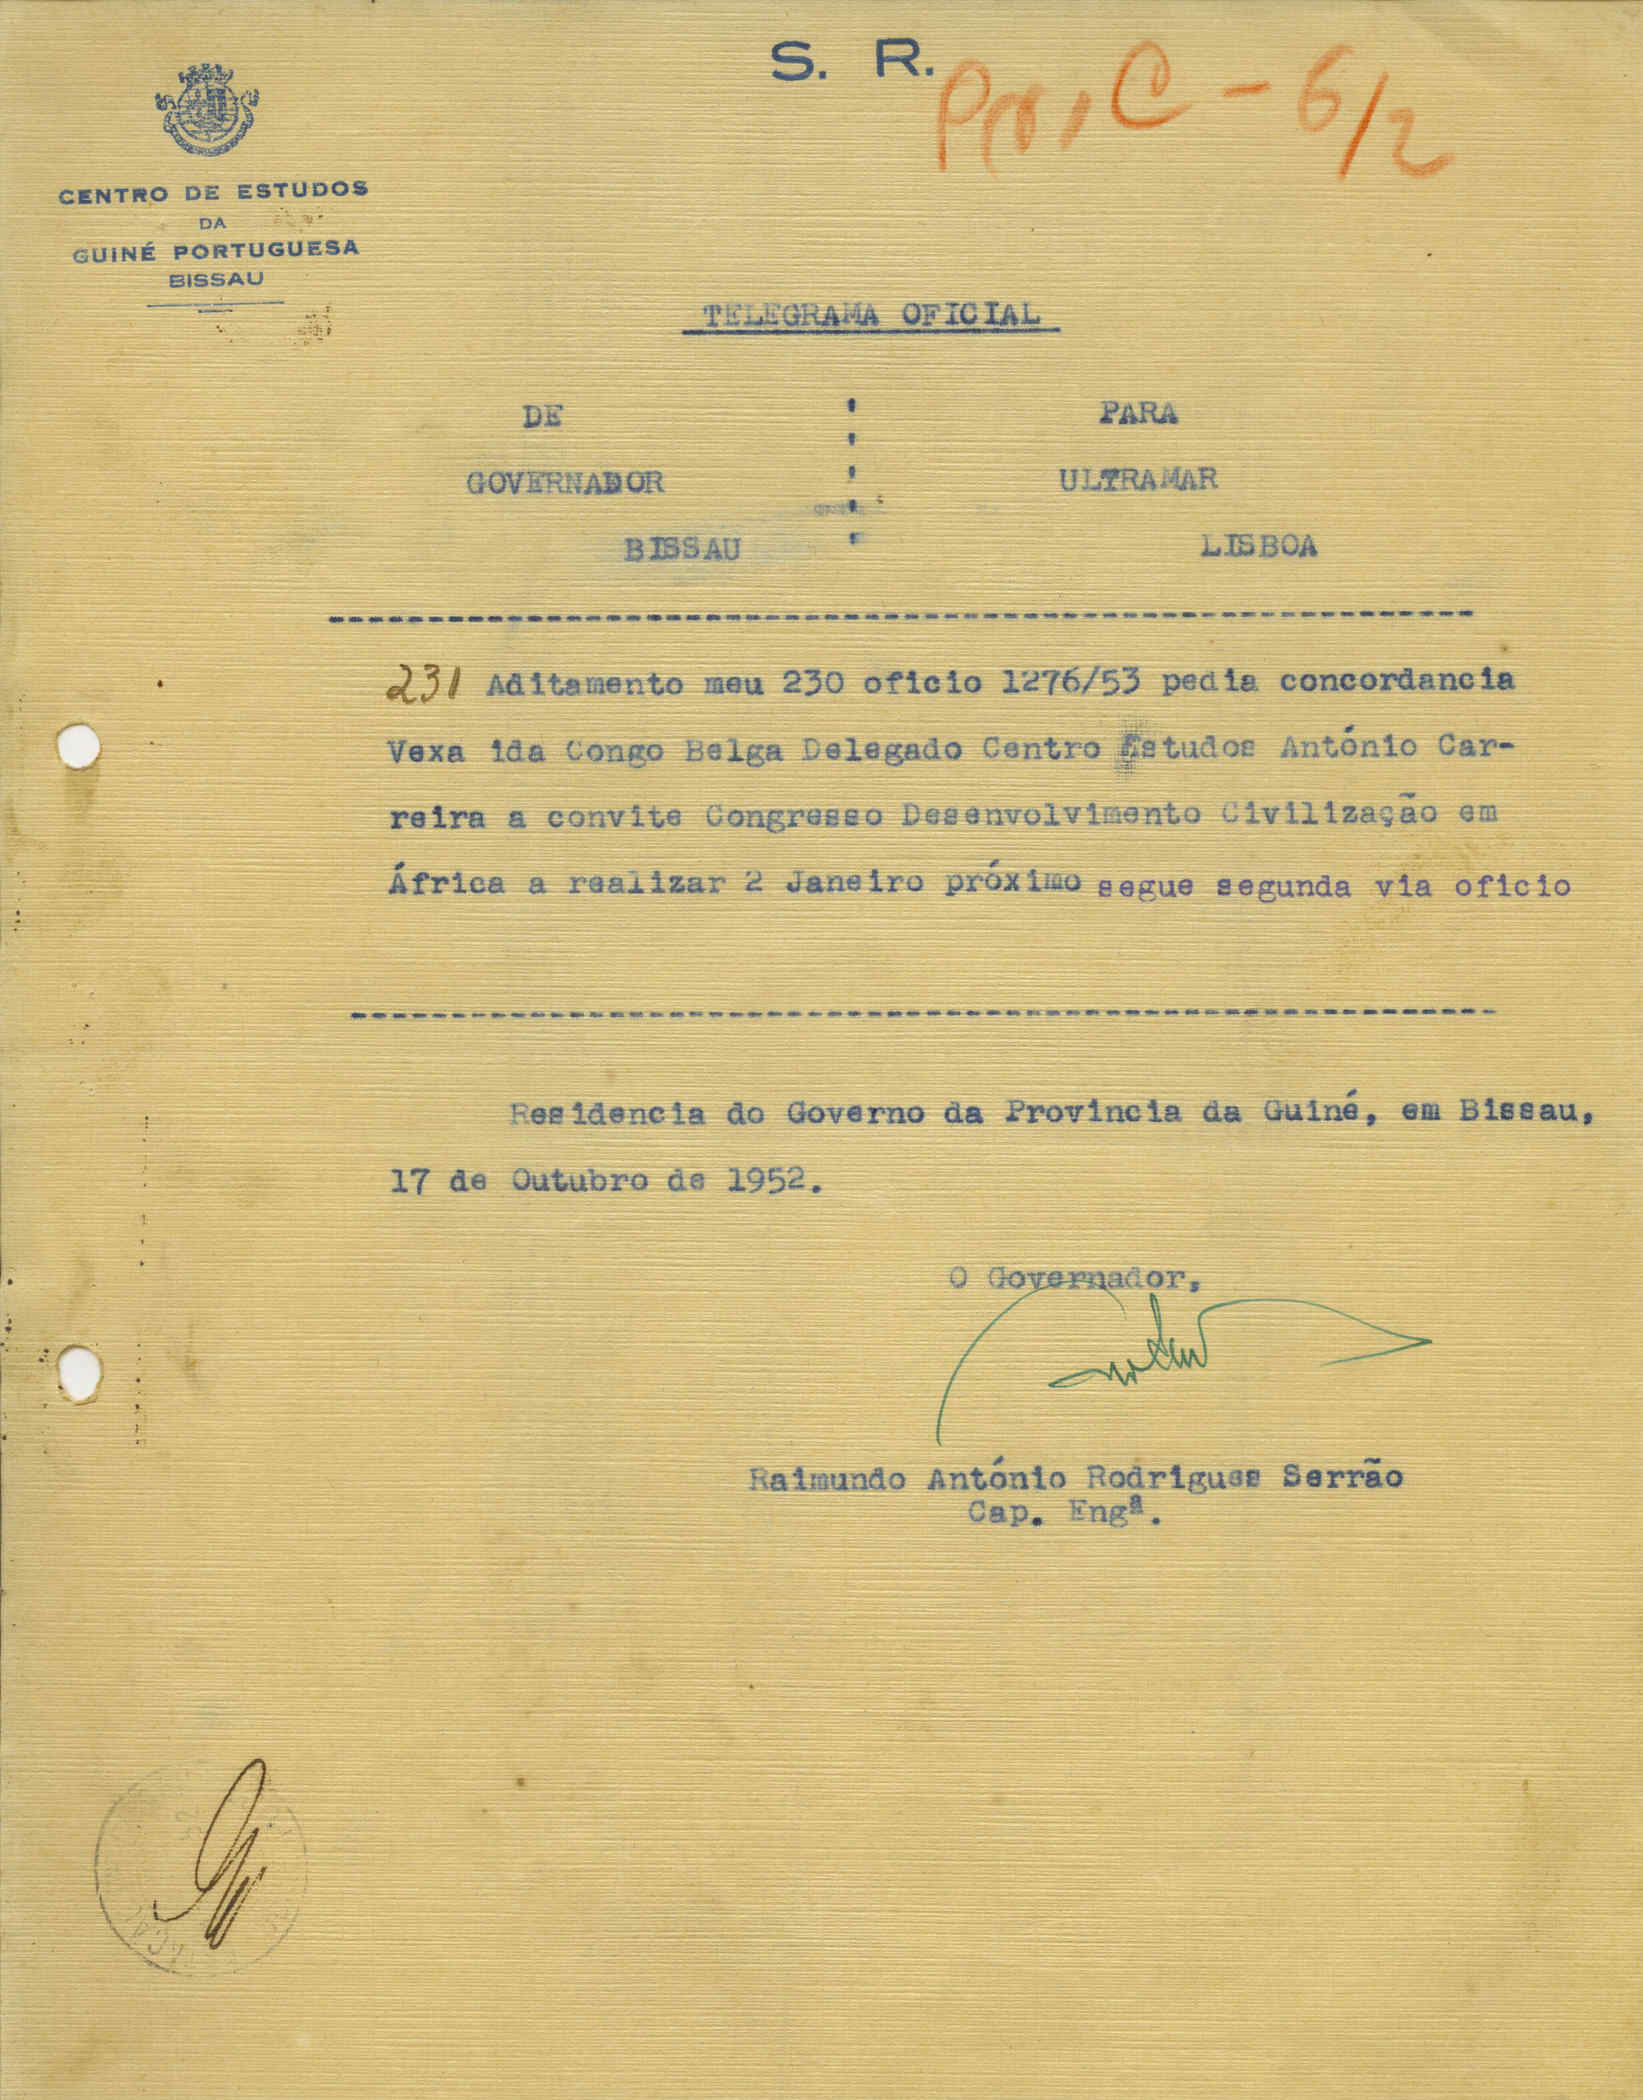 S. R.
Pro, C - 6/2
CENTRO DE ESTUDOS
DA
GUINÉ PORTUGUESA
BISSAU
TELEGRAMA OFICIAL
DE PARA
GOVERNADOR ULTRAMAR
BISSAU LISBOA
231 Aditamento meu 230 oficio 1276/53 pedia concordancia
Vexa ida Congo Belga Delegado Centro Estudos António Car-
reira a convite Congresso Desenvolvimento Civilização em
África a realizar 2 Janeiro próximo segue segunda via oficio
Residencia do Governo da Provincia da Guiné, em Bissau,
17 de Outubro de 1952.
O Governador,
Raimundo António Rodrigues Serrão
Cap. Engª.